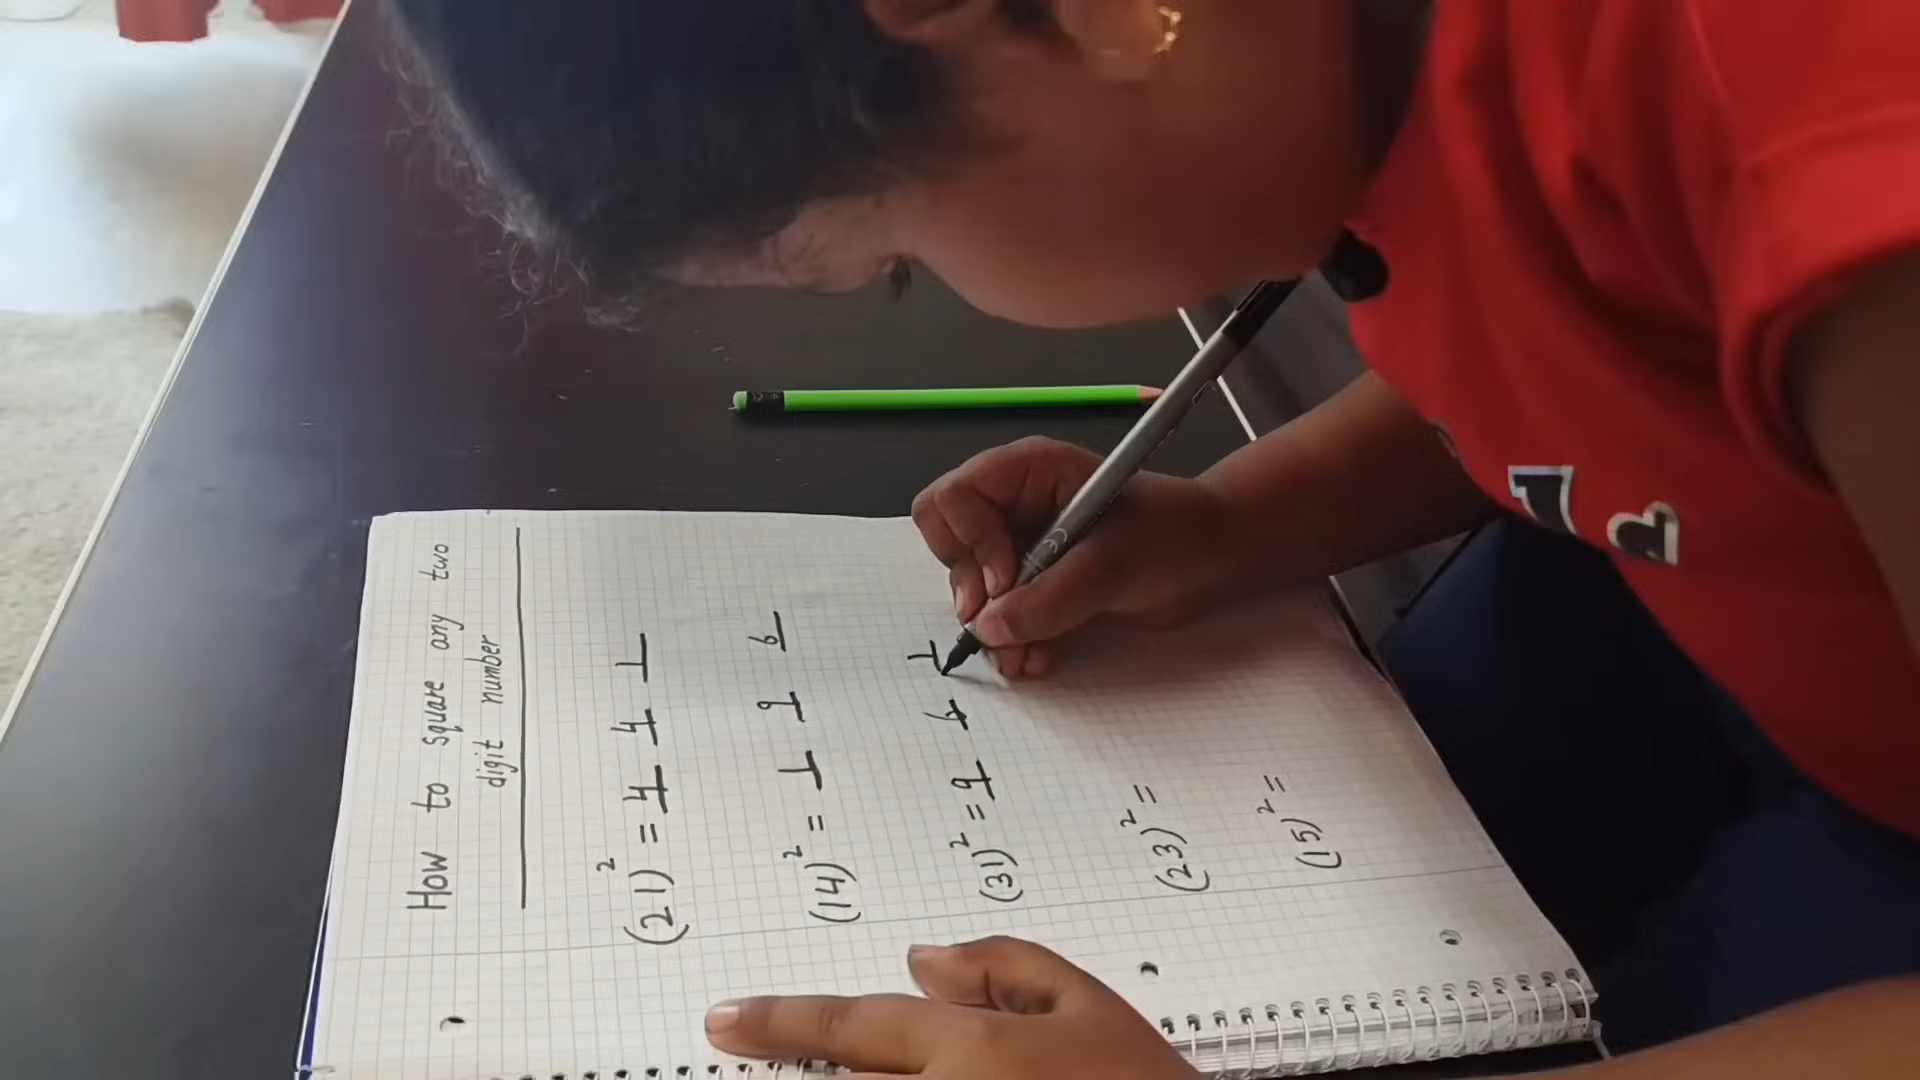 How to square any two
digit number
(21)² = 4 4 1
(14)² = 1 9 6
(31)² = 9 6 1
(23)² =
(15)² =